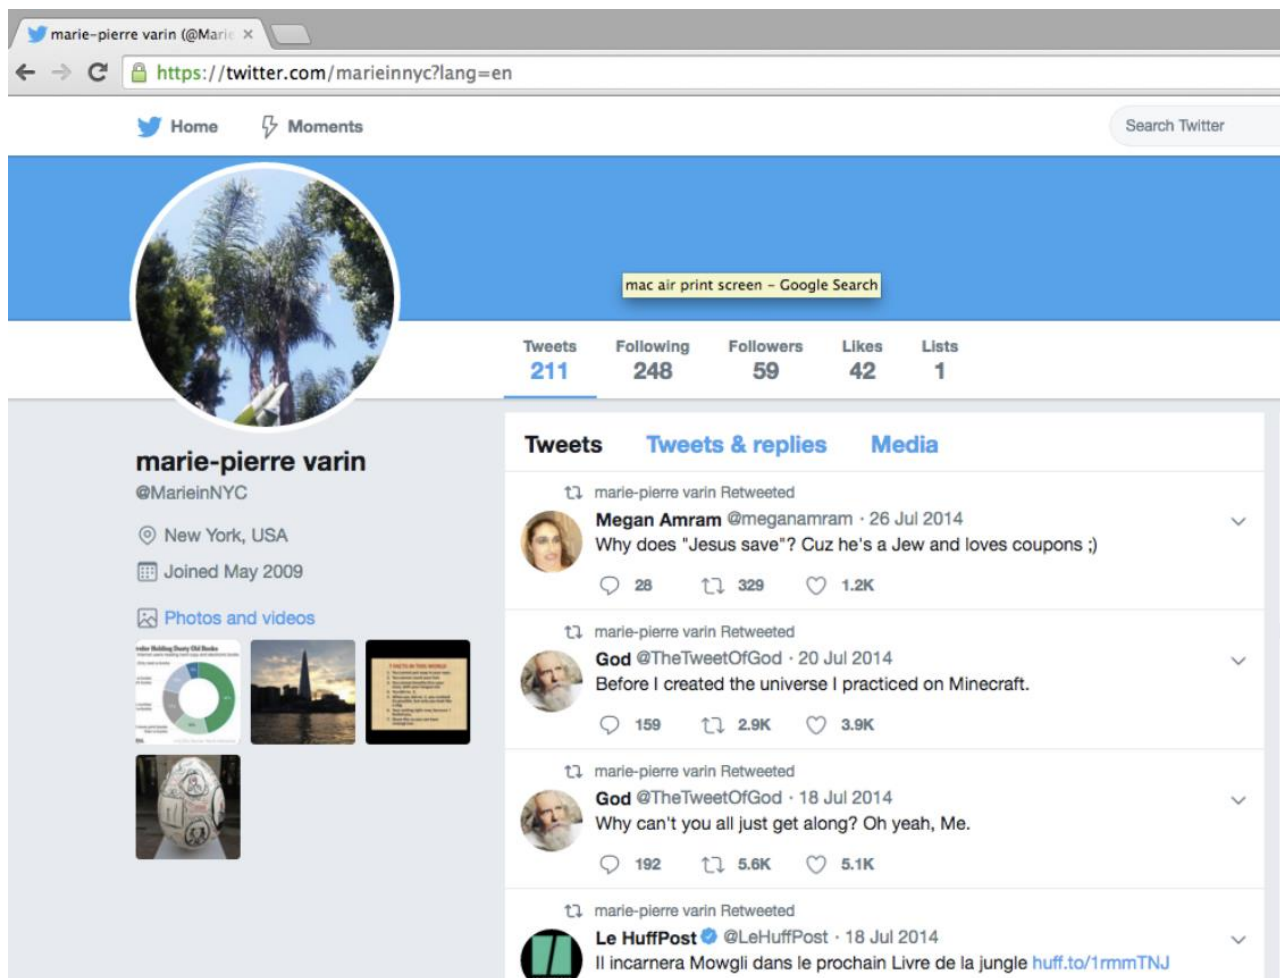 marie-pierre varin (@Marie
https://twitter.com/marieinnyc?lang=en
Home Moments Search Twitter
mac air print screen - Google Search
Tweets Following Followers Likes Lists
211 248 59 42 1
marie-pierre varin
@MarieinNYC
New York, USA
Joined May 2009
Photos and videos
Tweets Tweets & replies Media
marie-pierre varin Retweeted
Megan Amram @meganamram · 26 Jul 2014
Why does "Jesus save"? Cuz he's a Jew and loves coupons ;)
28 329 1.2K
marie-pierre varin Retweeted
God @TheTweetOfGod · 20 Jul 2014
Before I created the universe I practiced on Minecraft.
159 2.9K 3.9K
marie-pierre varin Retweeted
God @TheTweetOfGod · 18 Jul 2014
Why can't you all just get along? Oh yeah, Me.
192 5.6K 5.1K
marie-pierre varin Retweeted
Le HuffPost @LeHuffPost · 18 Jul 2014
Il incarnera Mowgli dans le prochain Livre de la jungle huff.to/1rmmTNJ